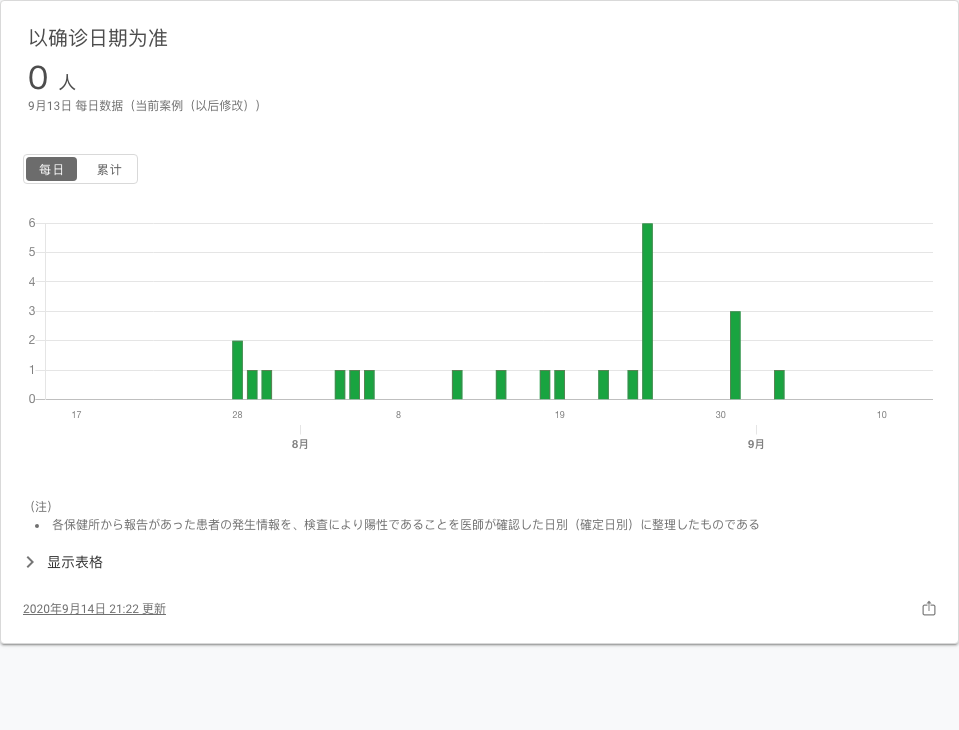 以确诊日期为准
0 人
9月13日 每日数据（当前案例（以后修改））
每日 累计
6
5
4
3
2
1
0
17 28 8 19 30 10
8月 9月
（注）
• 各保健所から報告があった患者の発生情報を、検査により陽性であることを医師が確認した日別（確定日別）に整理したものである
显示表格
2020年9月14日 21:22 更新